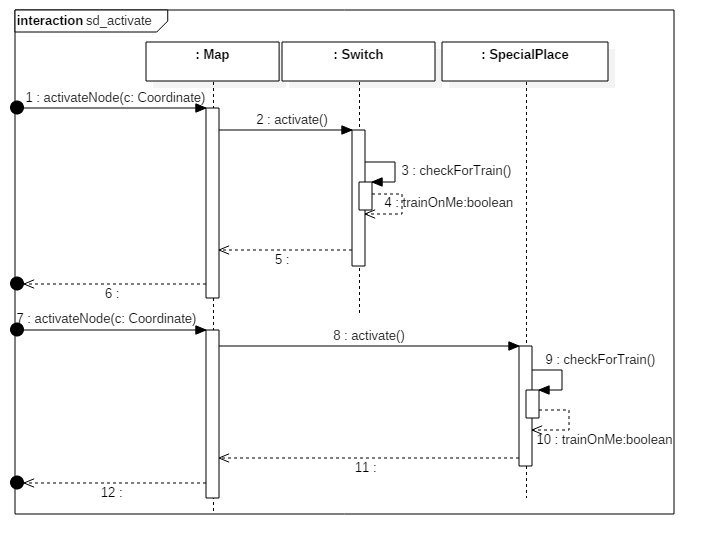 interaction sd_activate
: Map
: Switch
: SpecialPlace
1 : activateNode(c: Coordinate)
2 : activate()
3 : checkForTrain()
4 : trainOnMe:boolean
5 :
6 :
7 : activateNode(c: Coordinate)
8 : activate()
9 : checkForTrain()
10 : trainOnMe:boolean
11 :
12 :